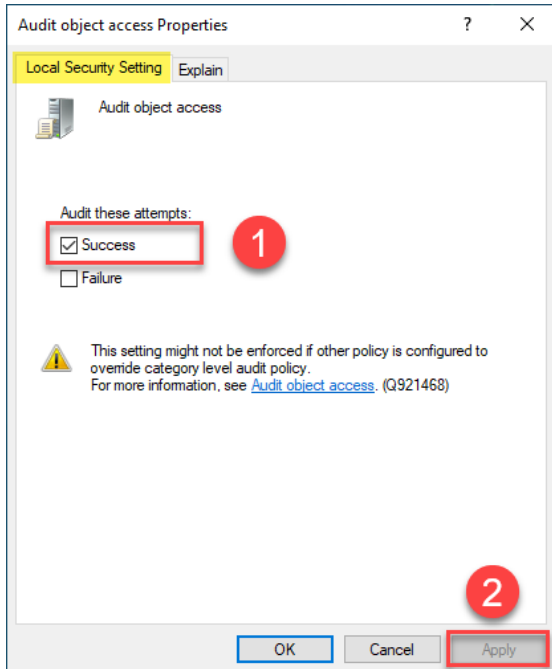 Audit object access Properties
?
Local Security Setting
Explain
Audit object access
Audit these attempts:
Success
1
Failure
This setting might not be enforced if other policy is configured to
override category level audit policy.
For more information, see Audit object access. (Q921468)
2
OK
Cancel
Apply